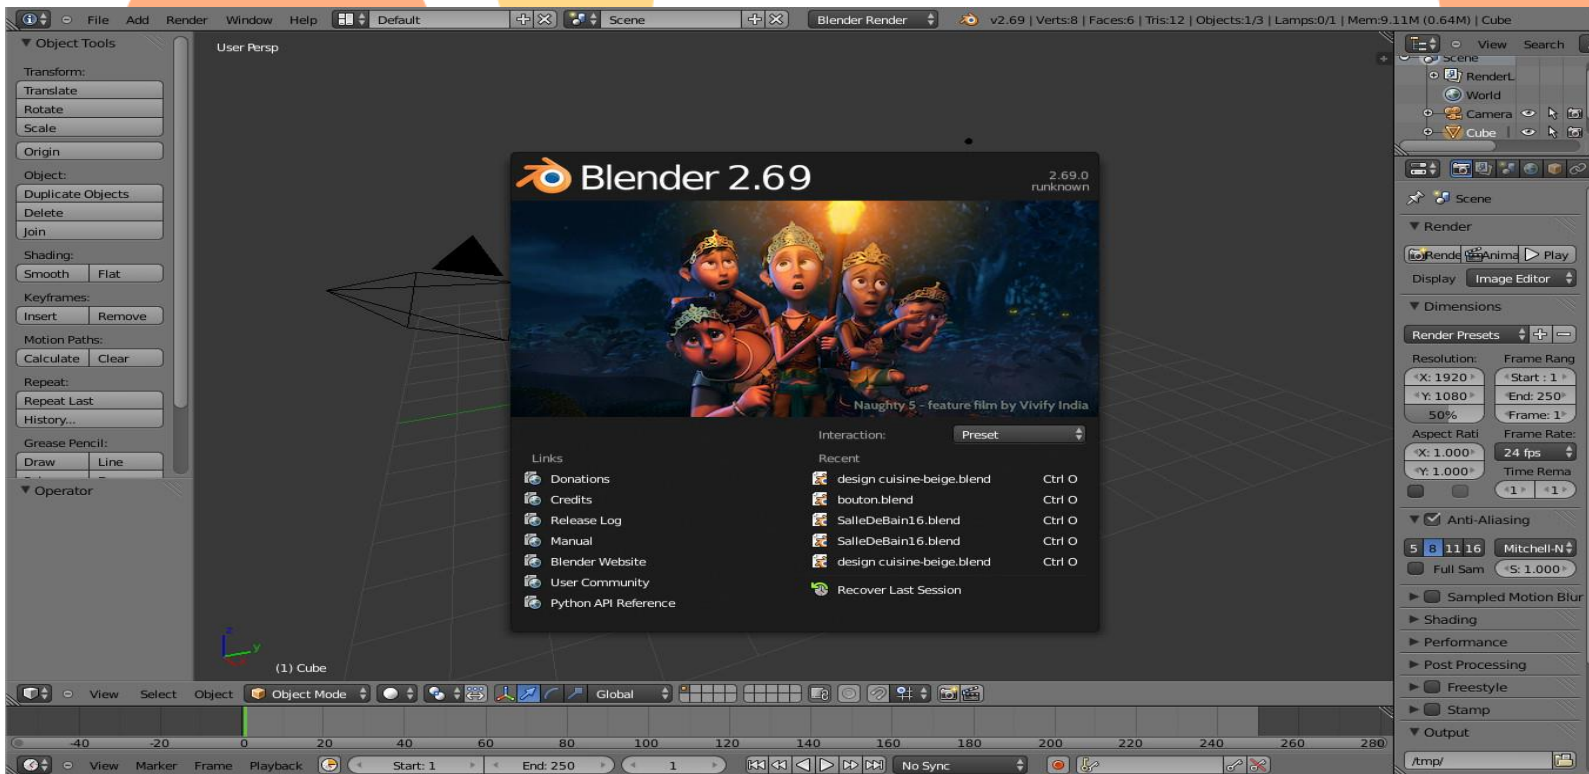 File Add Render Window Help Default Scene Blender Render v2.69 | Verts:8 | Faces:6 | Tris:12 | Objects:1/3 | Lamps:0/1 | Mem:9.11M (0.64M) | Cube
Object Tools
Transform:
Translate
Rotate
Scale
Origin
Object:
Duplicate Objects
Delete
Join
Shading:
Smooth Flat
Keyframes:
Insert Remove
Motion Paths:
Calculate Clear
Repeat:
Repeat Last
History...
Grease Pencil:
Draw Line
Operator
User Persp
Blender 2.69
2.69.0
runknown
Naughty 5 - feature film by Vivify India
Interaction: Preset
Links
Donations
Credits
Release Log
Manual
Blender Website
User Community
Python API Reference
Recent
design cuisine-beige.blend Ctrl O
bouton.blend Ctrl O
SalleDeBain16.blend Ctrl O
SalleDeBain16.blend Ctrl O
design cuisine-beige.blend Ctrl O
Recover Last Session
z
y
(1) Cube
View Search
Scene
RenderL
World
Camera
Cube
Scene
Render
Rende Anima Play
Display Image Editor
Dimensions
Render Presets
Resolution: Frame Rang
X: 1920 Start : 1
Y: 1080 End: 250
50% Frame: 1
Aspect Rati Frame Rate:
X: 1.000 24 fps
Y: 1.000 Time Rema
1 1
Anti-Aliasing
5 8 11 16 Mitchell-N
Full Sam S: 1.000
Sampled Motion Blur
Shading
Performance
Post Processing
Freestyle
Stamp
Output
/tmp/
View Select Object Object Mode Global
-40 -20 0 20 40 60 80 100 120 140 160 180 200 220 240 260 280
View Marker Frame Playback Start: 1 End: 250 1 No Sync